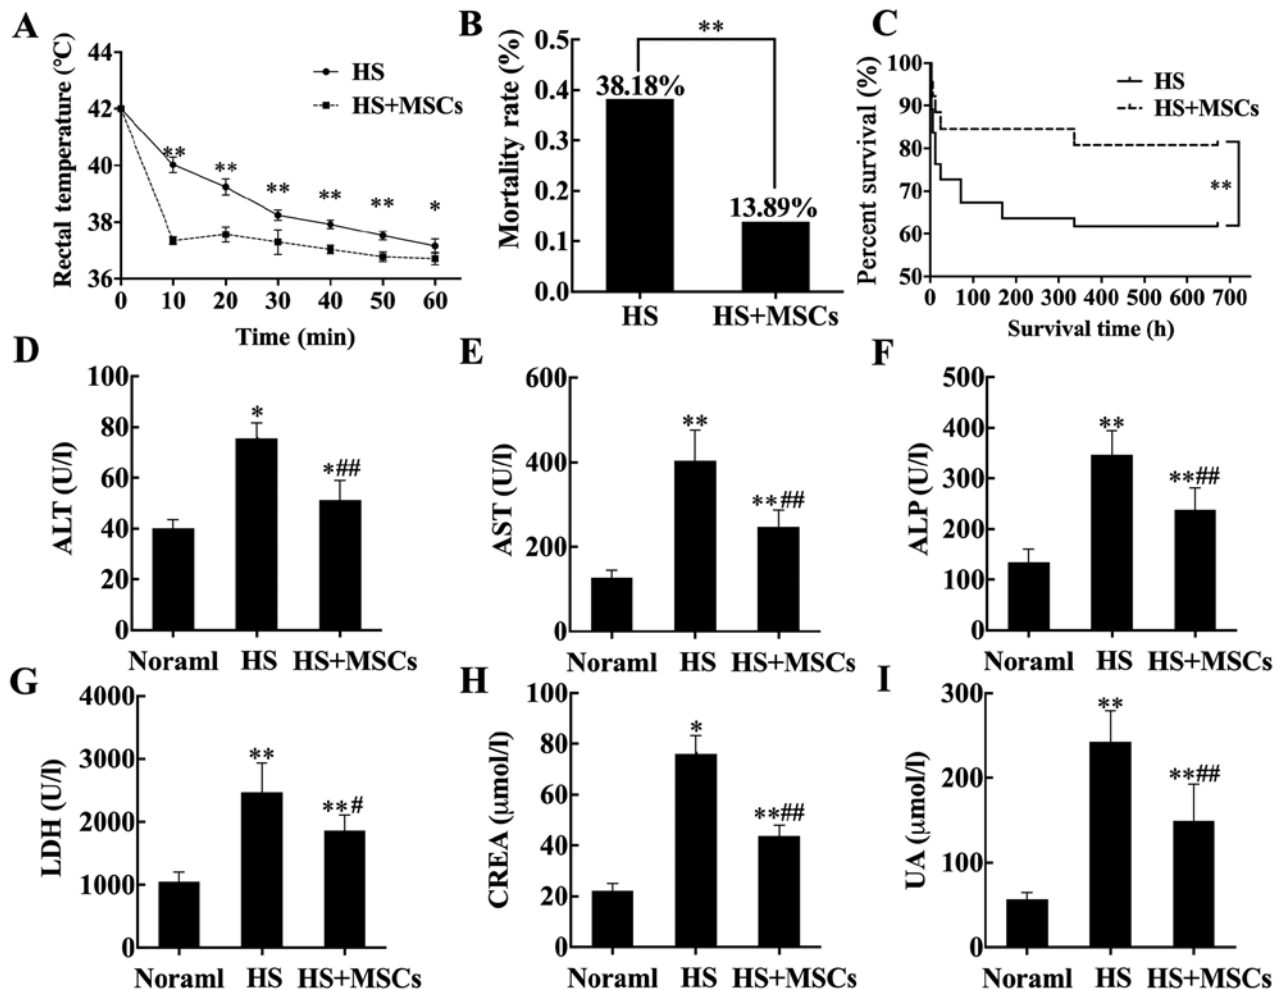 A
Rectal temperature (°C)
44
42
40
38
36
HS
HS+MSCs
**
**
**
**
**
*
0
10
20
30
40
50
60
Time (min)
B
Mortality rate (%)
0.5
0.4
0.3
0.2
0.1
0.0
**
38.18%
13.89%
HS
HS+MSCs
C
Percent survival (%)
100
90
80
70
60
50
HS
HS+MSCs
**
0 100 200 300 400 500 600 700
Survival time (h)
D
ALT (U/l)
100
80
60
40
20
0
*
*##
Noraml HS HS+MSCs
E
AST (U/l)
600
400
200
0
**
**##
Noraml HS HS+MSCs
F
ALP (U/l)
500
400
300
200
100
0
**
**##
Noraml HS HS+MSCs
G
LDH (U/l)
4000
3000
2000
1000
0
**
**#
Noraml HS HS+MSCs
H
CREA (μmol/l)
100
80
60
40
20
0
*
**##
Noraml HS HS+MSCs
I
UA (μmol/l)
300
200
100
0
**
**##
Noraml HS HS+MSCs